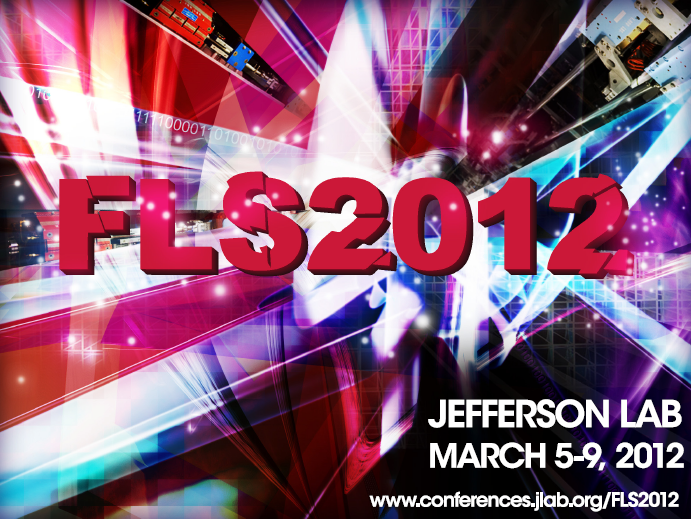 FLS2012
JEFFERSON LAB
MARCH 5-9, 2012
www.conferences.jlab.org/FLS2012